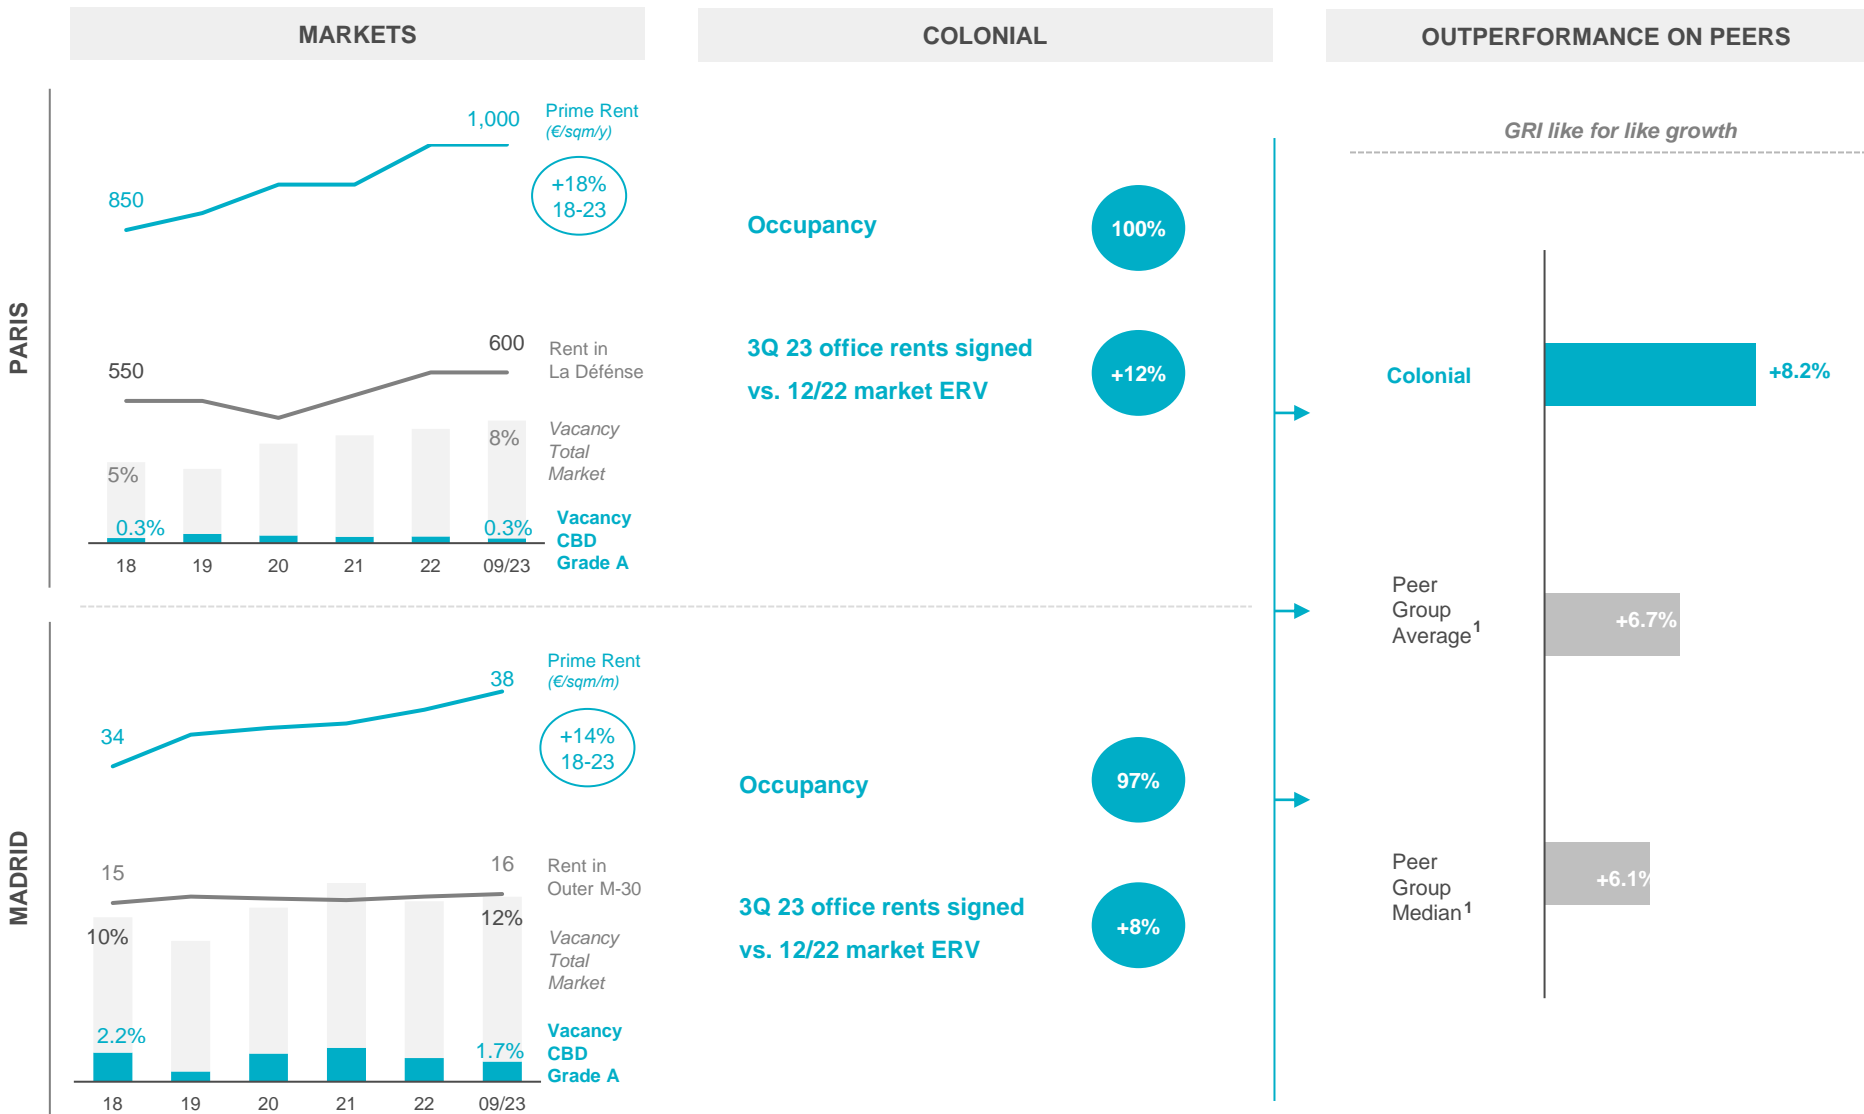 MARKETS
COLONIAL
OUTPERFORMANCE ON PEERS
PARIS
1,000
Prime Rent
(€/sqm/y)
+18%
18-23
850
600
Rent in
La Défénse
550
8%
Vacancy
Total
Market
5%
0.3%
0.3%
Vacancy
CBD
Grade A
18
19
20
21
22
09/23
Occupancy
100%
3Q 23 office rents signed
vs. 12/22 market ERV
+12%
MADRID
38
Prime Rent
(€/sqm/m)
+14%
18-23
34
16
Rent in
Outer M-30
15
12%
10%
Vacancy
Total
Market
2.2%
1.7%
Vacancy
CBD
Grade A
18
19
20
21
22
09/23
Occupancy
97%
3Q 23 office rents signed
vs. 12/22 market ERV
+8%
GRI like for like growth
Colonial
+8.2%
Peer
Group
Average1
+6.7%
Peer
Group
Median1
+6.1%